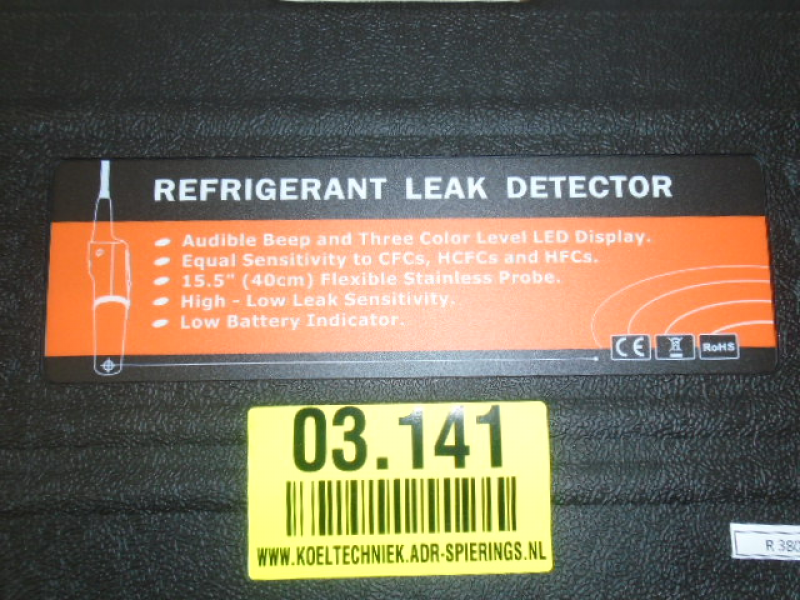 REFRIGERANT LEAK DETECTOR
Audible Beep and Three Color Level LED Display.
Equal Sensitivity to CFCs, HCFCs and HFCs.
15.5" (40cm) Flexible Stainless Probe.
High - Low Leak Sensitivity.
Low Battery Indicator.
CE RoHS
03.141
WWW.KOELTECHNIEK.ADR-SPIERINGS.NL
R 380